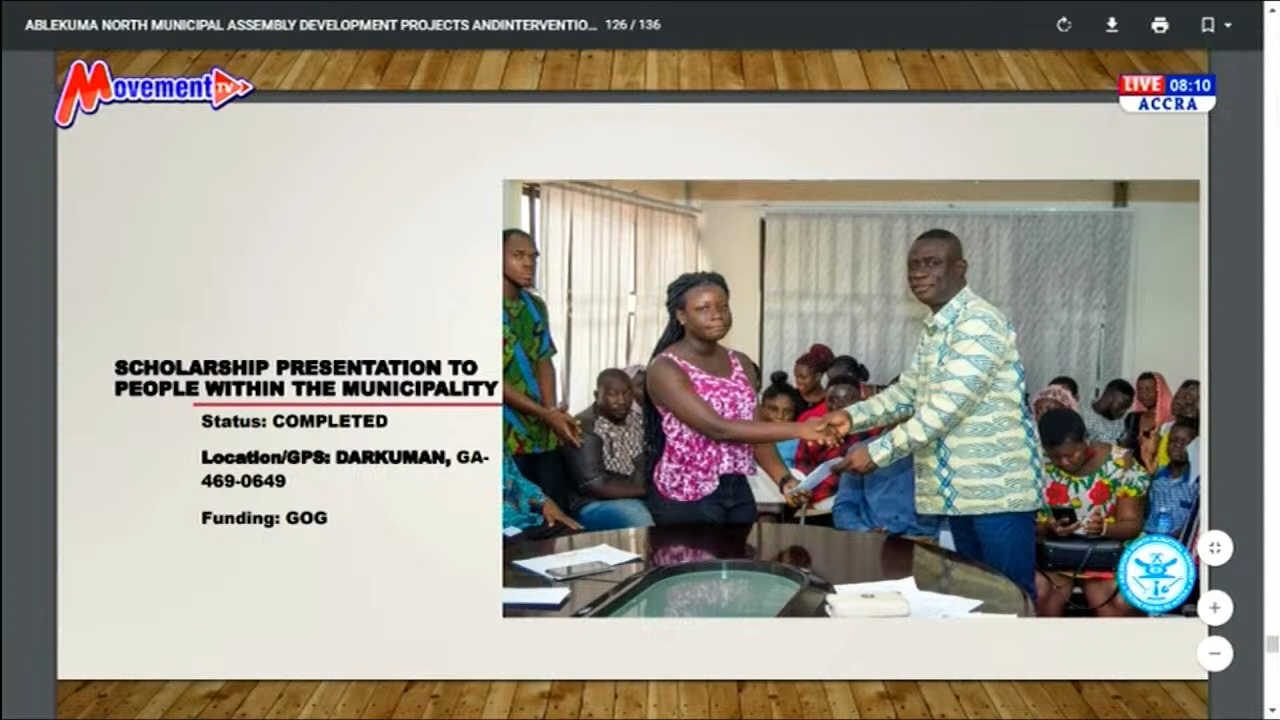 ABLEKUMA NORTH MUNICIPAL ASSEMBLY DEVELOPMENT PROJECTS ANDINTERVENTIO... 126 / 136
Movement TV
LIVE 08:10
ACCRA
SCHOLARSHIP PRESENTATION TO
PEOPLE WITHIN THE MUNICIPALITY
Status: COMPLETED
Location/GPS: DARKUMAN, GA-
469-0649
Funding: GOG